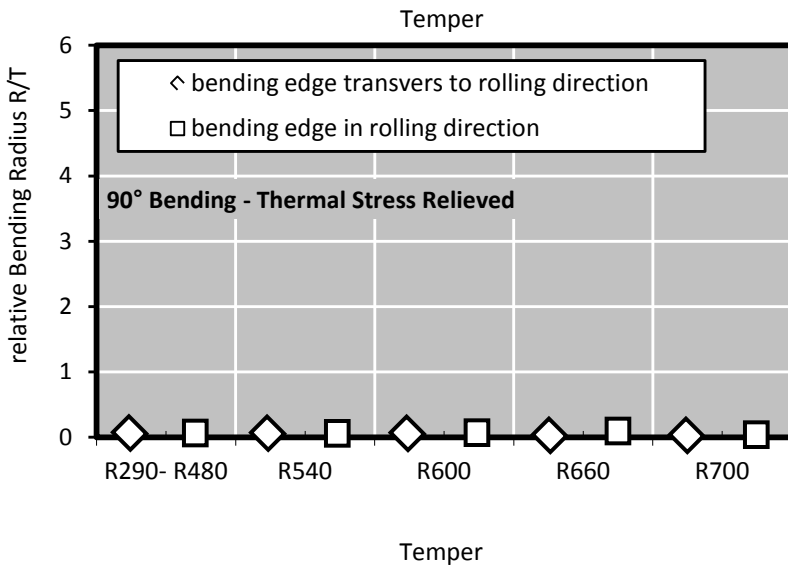 Temper
relative Bending Radius R/T
6
5
4
3
2
1
0
bending edge transvers to rolling direction
bending edge in rolling direction
90° Bending - Thermal Stress Relieved
R290- R480
R540
R600
R660
R700
Temper